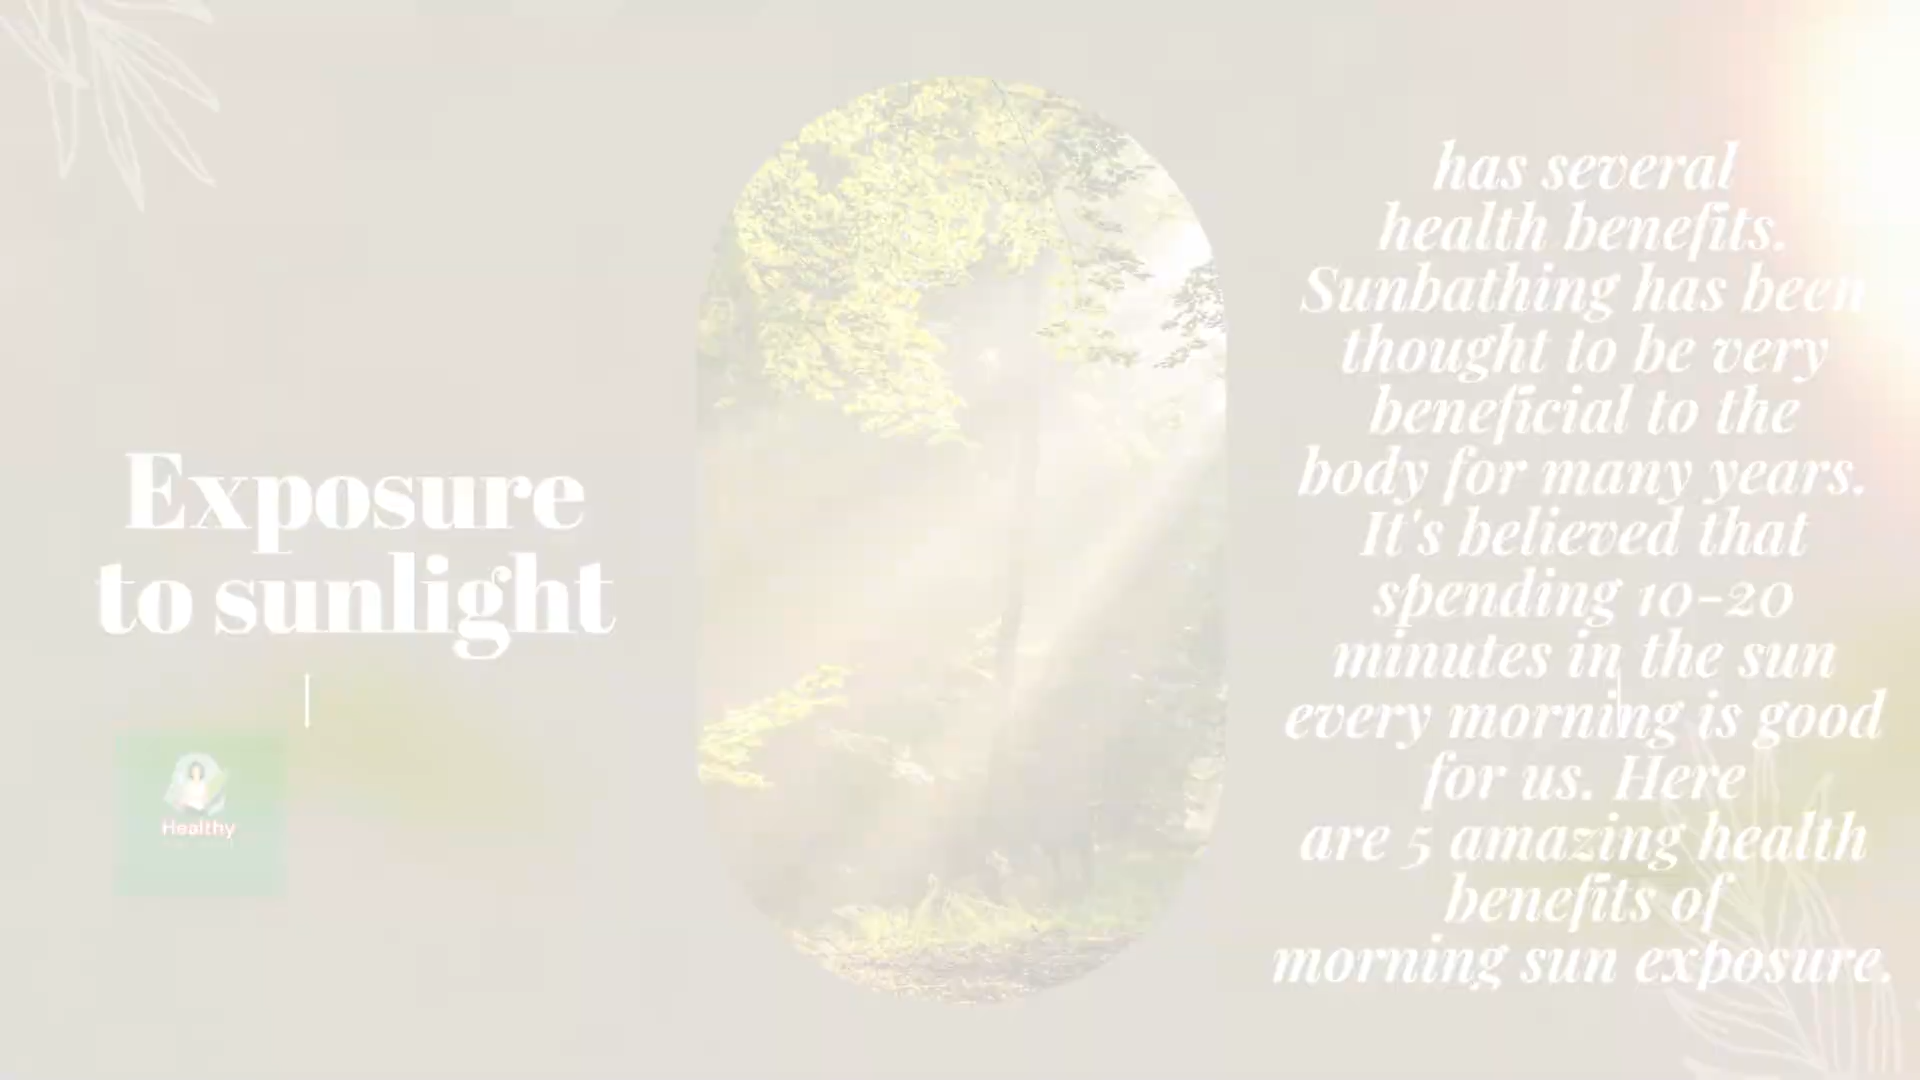 Exposure
to sunlight
Healthy
has several
health benefits.
Sunbathing has been
thought to be very
beneficial to the
body for many years.
It's believed that
spending 10-20
minutes in the sun
every morning is good
for us. Here
are 5 amazing health
benefits of
morning sun exposure.